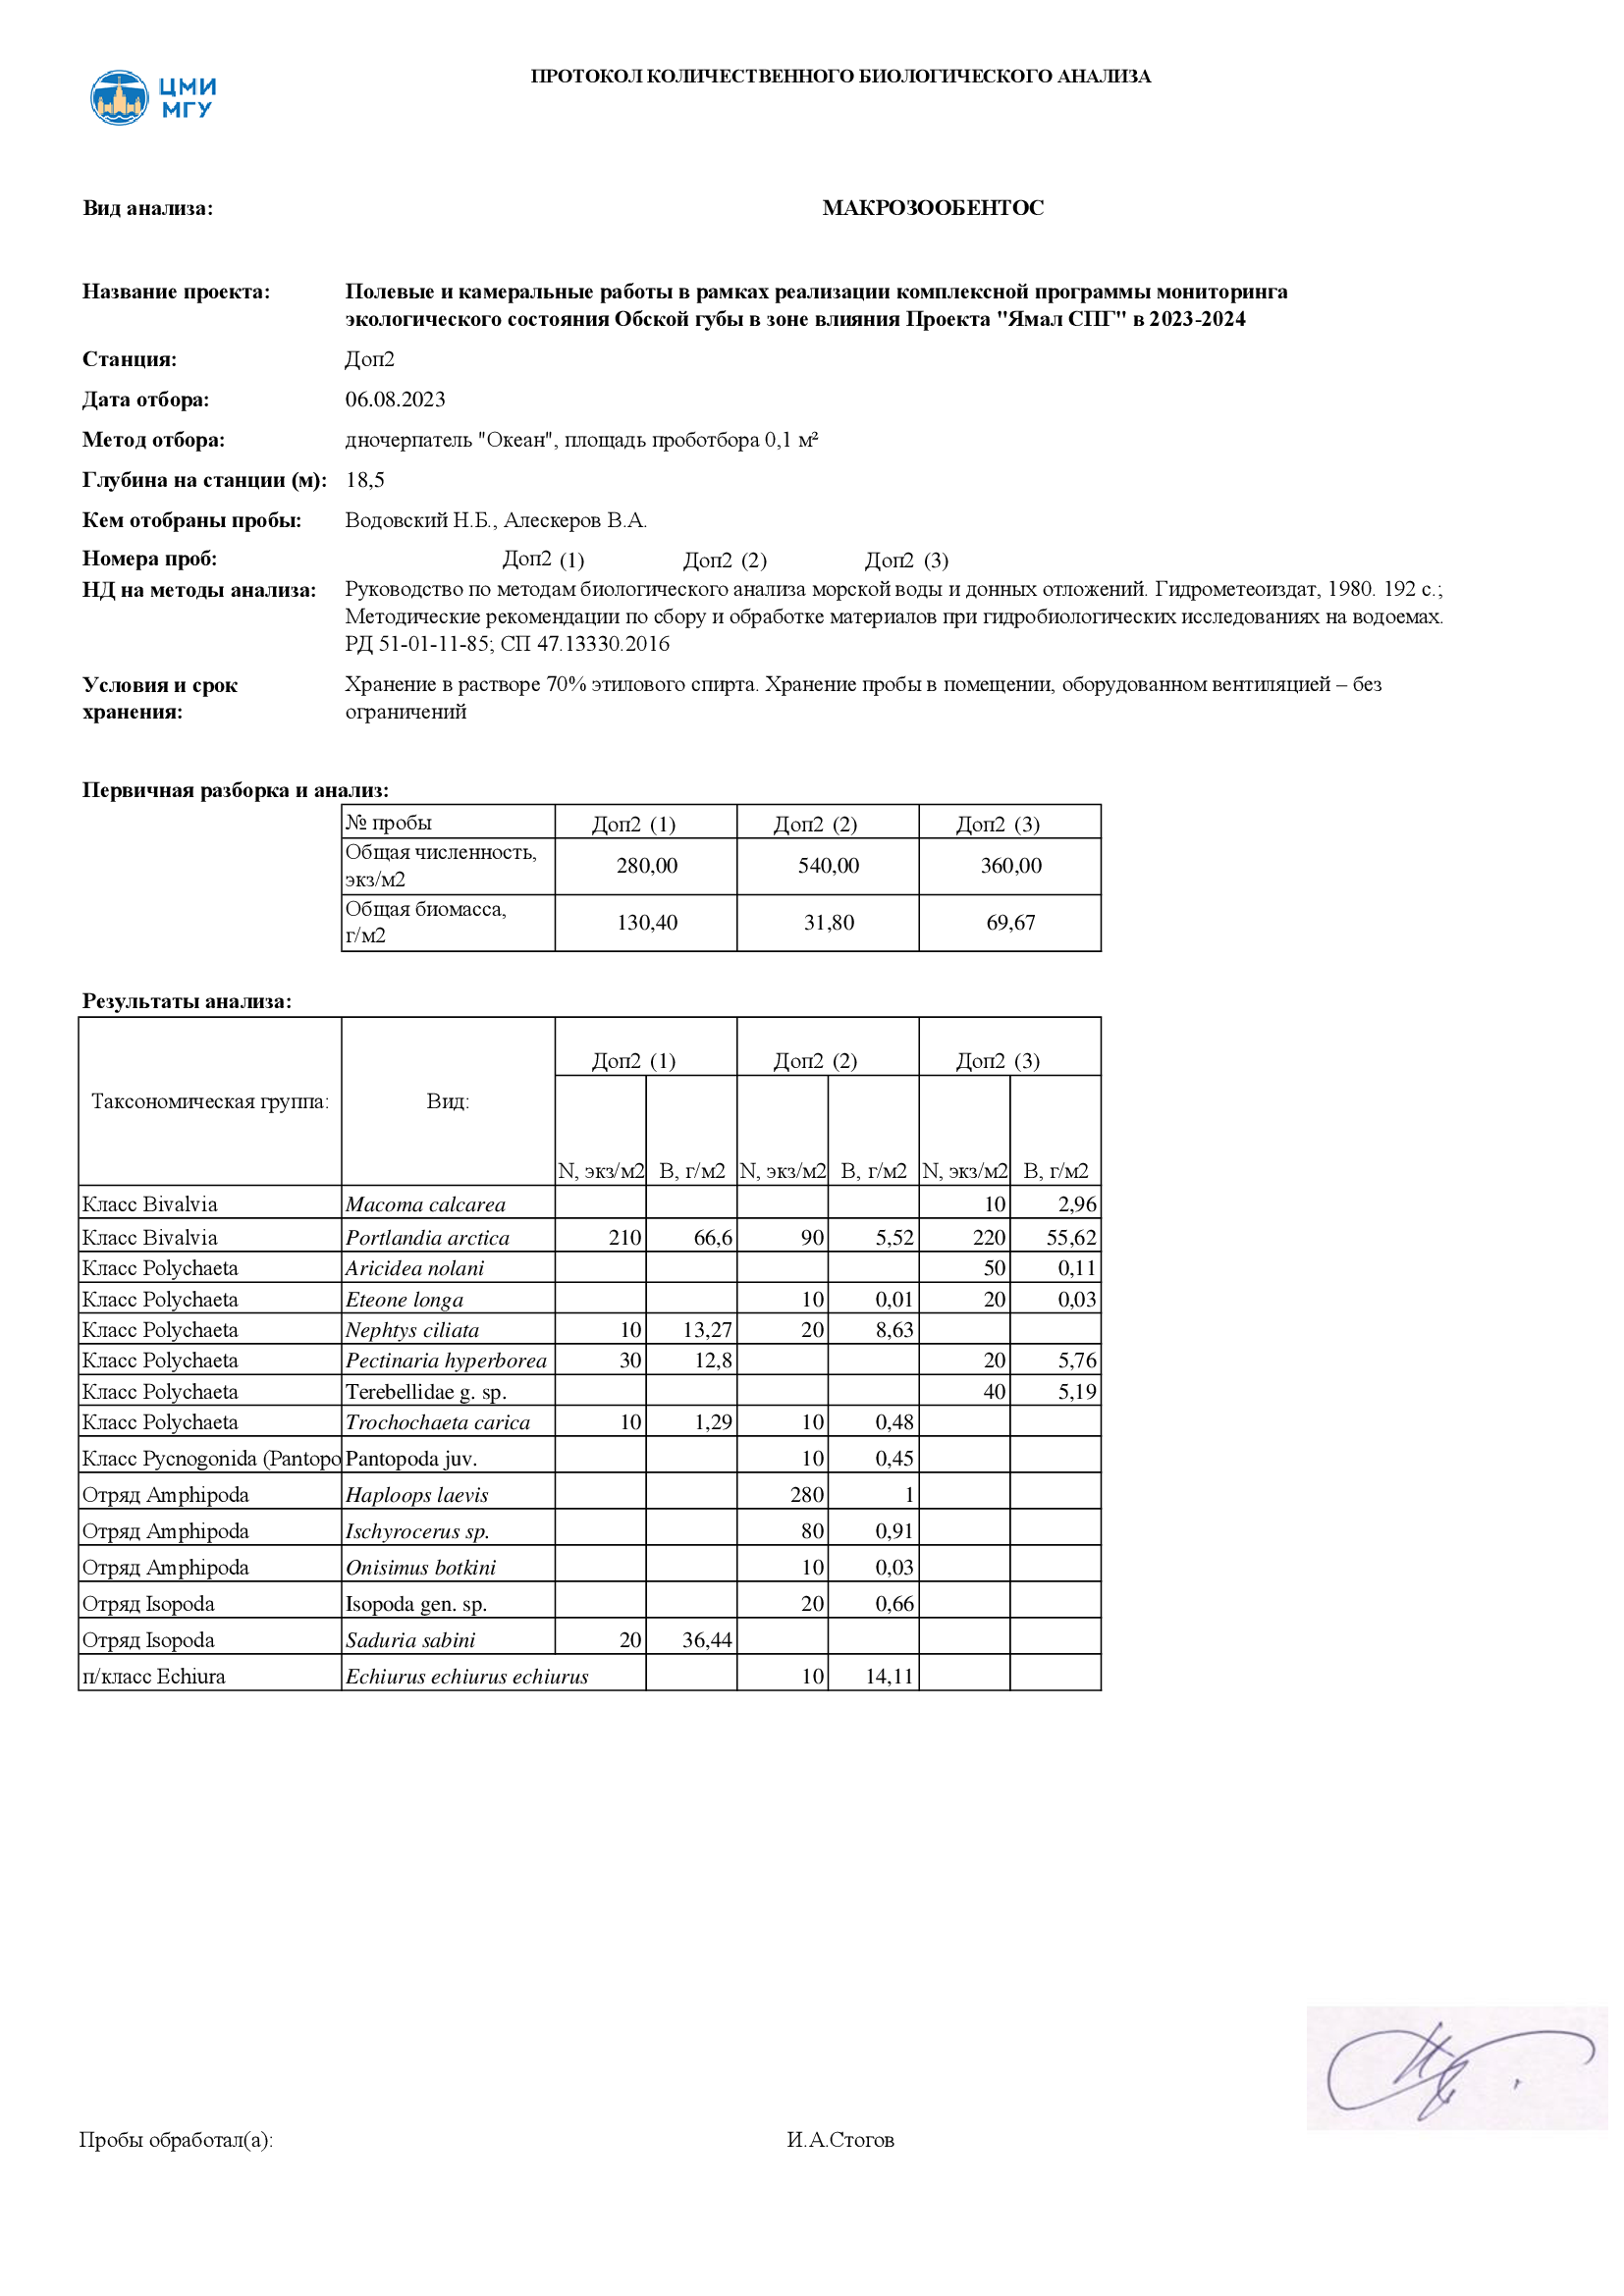 ЦМИ
МГУ
ПРОТОКОЛ КОЛИЧЕСТВЕННОГО БИОЛОГИЧЕСКОГО АНАЛИЗА
Вид анализа: МАКРОЗООБЕНТОС
Название проекта: Полевые и камеральные работы в рамках реализации комплексной программы мониторинга
экологического состояния Обской губы в зоне влияния Проекта "Ямал СПГ" в 2023-2024
Станция: Доп2
Дата отбора: 06.08.2023
Метод отбора: дночерпатель "Океан", площадь проботбора 0,1 м²
Глубина на станции (м): 18,5
Кем отобраны пробы: Водовский Н.Б., Алескеров В.А.
Номера проб: Доп2 (1) Доп2 (2) Доп2 (3)
НД на методы анализа: Руководство по методам биологического анализа морской воды и донных отложений. Гидрометеоиздат, 1980. 192 с.;
Методические рекомендации по сбору и обработке материалов при гидробиологических исследованиях на водоемах.
РД 51-01-11-85; СП 47.13330.2016
Условия и срок Хранение в растворе 70% этилового спирта. Хранение пробы в помещении, оборудованном вентиляцией – без
хранения: ограничений
Первичная разборка и анализ:
№ пробы Доп2 (1) Доп2 (2) Доп2 (3)
Общая численность,
экз/м2 280,00 540,00 360,00
Общая биомасса,
г/м2 130,40 31,80 69,67
Результаты анализа:
Таксономическая группа: Вид: Доп2 (1) Доп2 (2) Доп2 (3)
N, экз/м2 B, г/м2 N, экз/м2 B, г/м2 N, экз/м2 B, г/м2
Класс Bivalvia Macoma calcarea 10 2,96
Класс Bivalvia Portlandia arctica 210 66,6 90 5,52 220 55,62
Класс Polychaeta Aricidea nolani 50 0,11
Класс Polychaeta Eteone longa 10 0,01 20 0,03
Класс Polychaeta Nephtys ciliata 10 13,27 20 8,63
Класс Polychaeta Pectinaria hyperborea 30 12,8 20 5,76
Класс Polychaeta Terebellidae g. sp. 40 5,19
Класс Polychaeta Trochochaeta carica 10 1,29 10 0,48
Класс Pycnogonida (Pantopo Pantopoda juv. 10 0,45
Отряд Amphipoda Haploops laevis 280 1
Отряд Amphipoda Ischyrocerus sp. 80 0,91
Отряд Amphipoda Onisimus botkini 10 0,03
Отряд Isopoda Isopoda gen. sp. 20 0,66
Отряд Isopoda Saduria sabini 20 36,44
п/класс Echiura Echiurus echiurus echiurus 10 14,11
Пробы обработал(а): И.А.Стогов